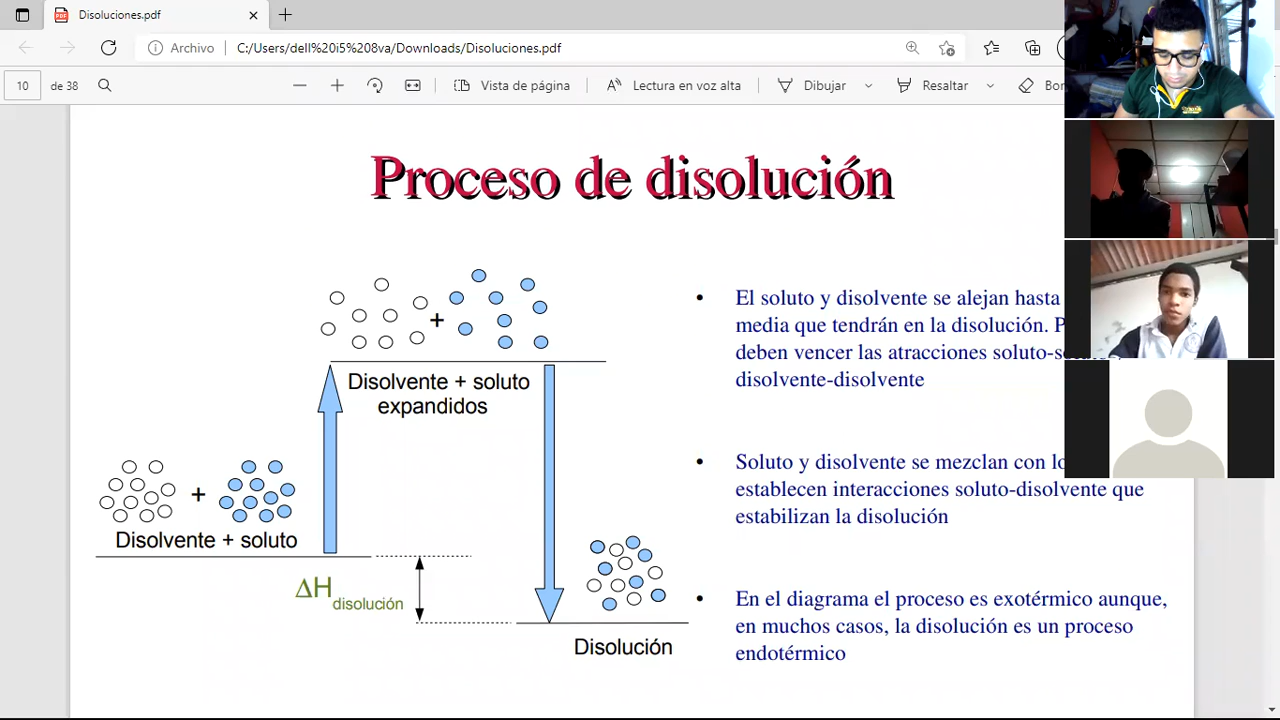 Disoluciones.pdf
Archivo
C:/Users/dell%20i5%20va/Downloads/Disoluciones.pdf
10 de 38
Vista de página
Lectura en voz alta
Dibujar
Resaltar
Proceso de disolución
+
Disolvente + soluto
expandidos
+
Disolvente + soluto
ΔH disolución
Disolución
• El soluto y disolvente se alejan hasta
media que tendrán en la disolución.
deben vencer las atracciones
disolvente-disolvente
• Soluto y disolvente se mezclan con
establecen interacciones soluto-disolvente que
estabilizan la disolución
• En el diagrama el proceso es exotérmico aunque,
en muchos casos, la disolución es un proceso
endotérmico